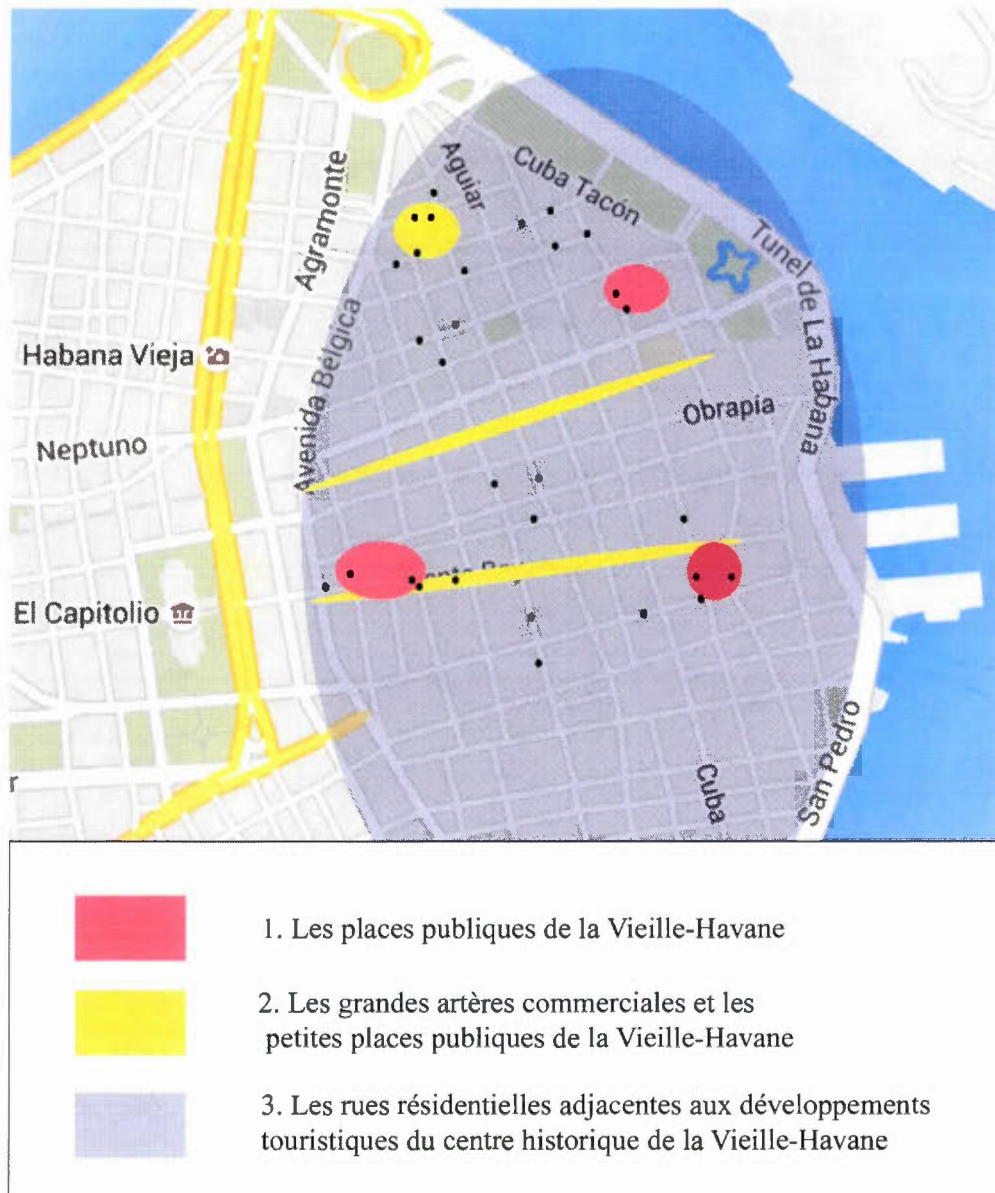 Aguiar
Cuba Tacón
Agramonte
Tunel de La Habana
Habana Vieja
Avenida Bélgica
Obrapia
Neptuno
El Capitolio
San Pedro
Cuba
r
1. Les places publiques de la Vieille-Havane
2. Les grandes artères commerciales et les
petites places publiques de la Vieille-Havane
3. Les rues résidentielles adjacentes aux développements
touristiques du centre historique de la Vieille-Havane